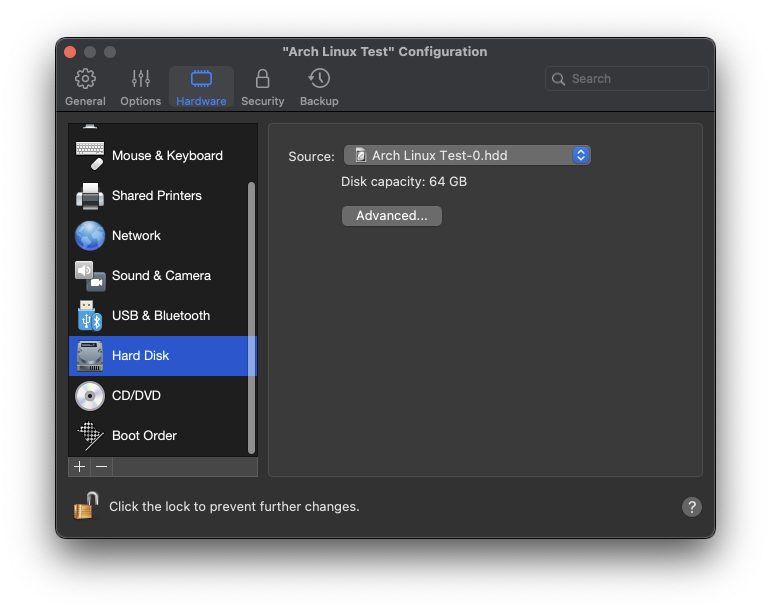 "Arch Linux Test" Configuration
General
Options
Hardware
Security
Backup
Search
Mouse & Keyboard
Shared Printers
Network
Sound & Camera
USB & Bluetooth
Hard Disk
CD/DVD
Boot Order
Source:
Arch Linux Test-0.hdd
Disk capacity: 64 GB
Advanced...
Click the lock to prevent further changes.
?